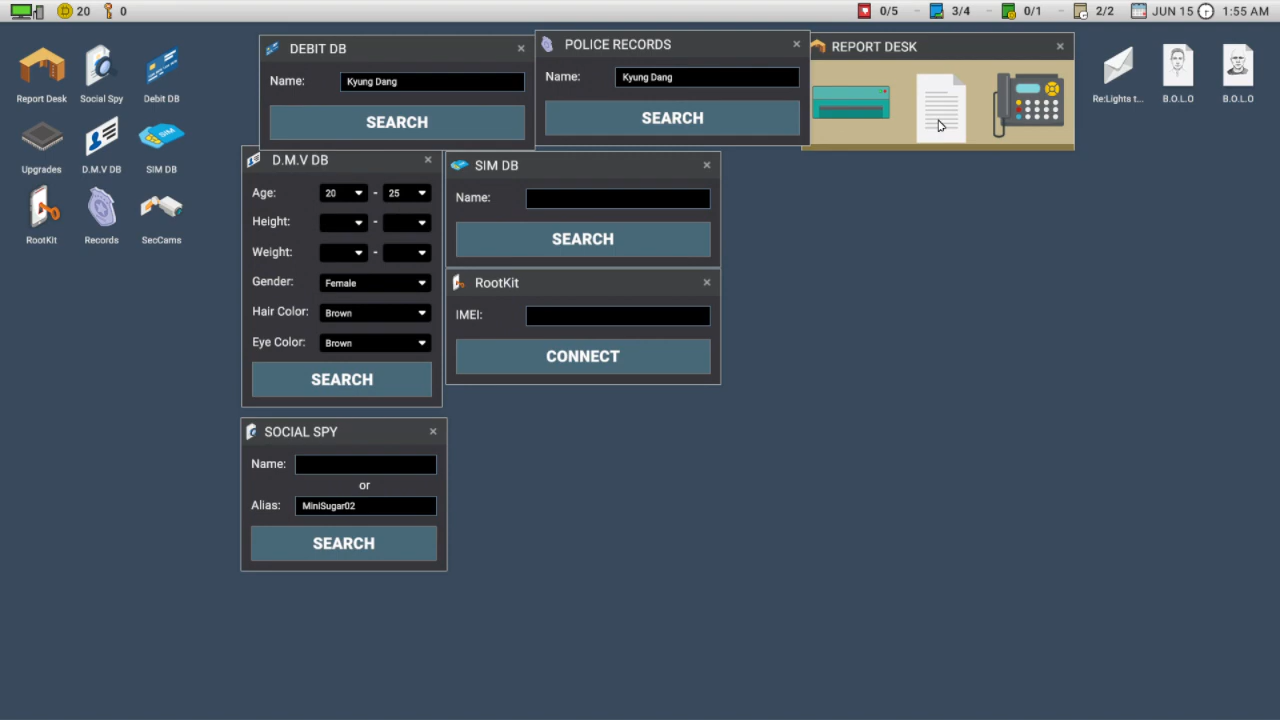 20
0
0/5
3/4
0/1
2/2
JUN 15
1:55 AM
Report Desk
Social Spy
Debit DB
Upgrades
D.M.V DB
SIM DB
RootKit
Records
SecCams
DEBIT DB
Name: Kyung Dang
SEARCH
POLICE RECORDS
Name: Kyung Dang
SEARCH
REPORT DESK
Re:Lights t...
B.O.L.O
B.O.L.O
D.M.V DB
Age: 20 - 25
Height: -
Weight: -
Gender: Female
Hair Color: Brown
Eye Color: Brown
SEARCH
SIM DB
Name:
SEARCH
RootKit
IMEI:
CONNECT
SOCIAL SPY
Name:
or
Alias: MiniSugar02
SEARCH